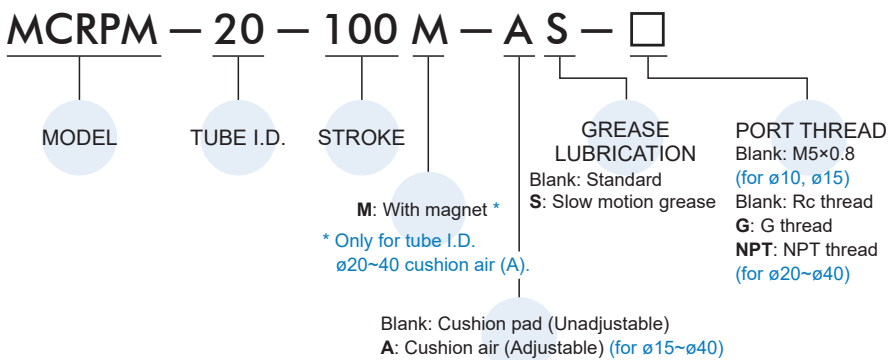 MCRPM — 20 — 100 M — A S — □
MODEL
TUBE I.D.
STROKE
M: With magnet *
* Only for tube I.D.
ø20~40 cushion air (A).
Blank: Cushion pad (Unadjustable)
A: Cushion air (Adjustable) (for ø15~ø40)
GREASE
LUBRICATION
Blank: Standard
S: Slow motion grease
PORT THREAD
Blank: M5×0.8
(for ø10, ø15)
Blank: Rc thread
G: G thread
NPT: NPT thread
(for ø20~ø40)